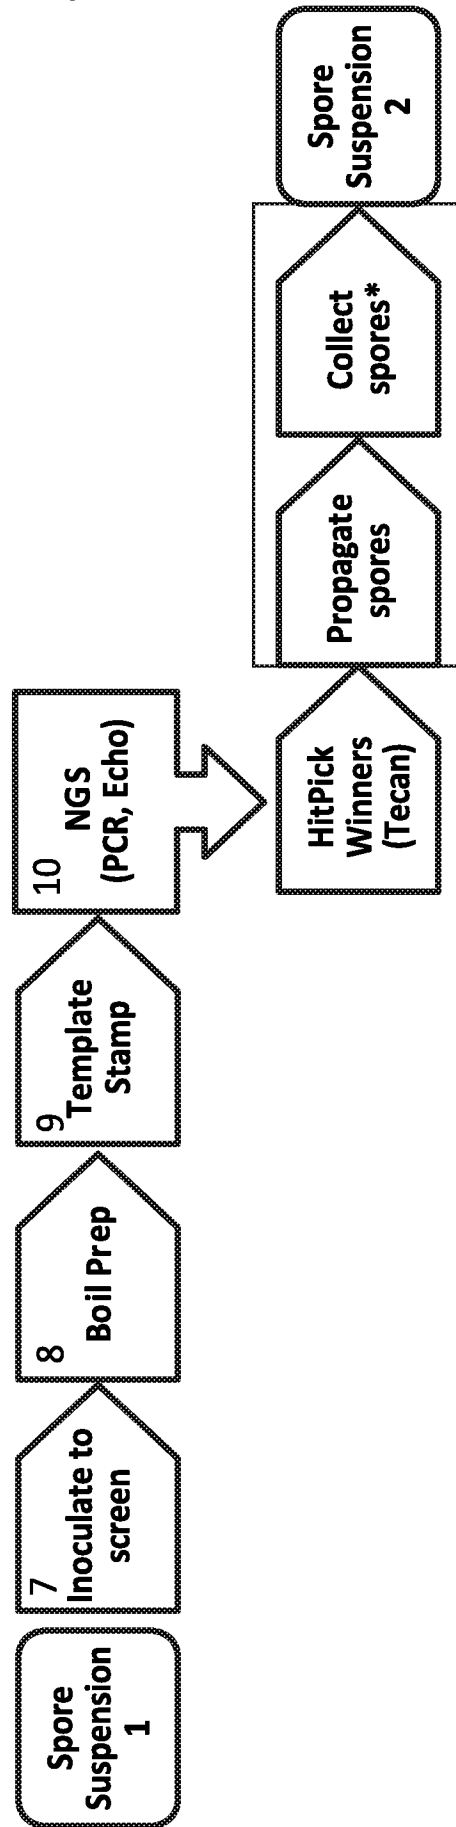 Spore
Suspension
1
7
Inoculate to
screen
8
Boil Prep
9
Template
Stamp
10
NGS
(PCR, Echo)
HitPick
Winners
(Tecan)
Propagate
spores
Collect
spores*
Spore
Suspension
2